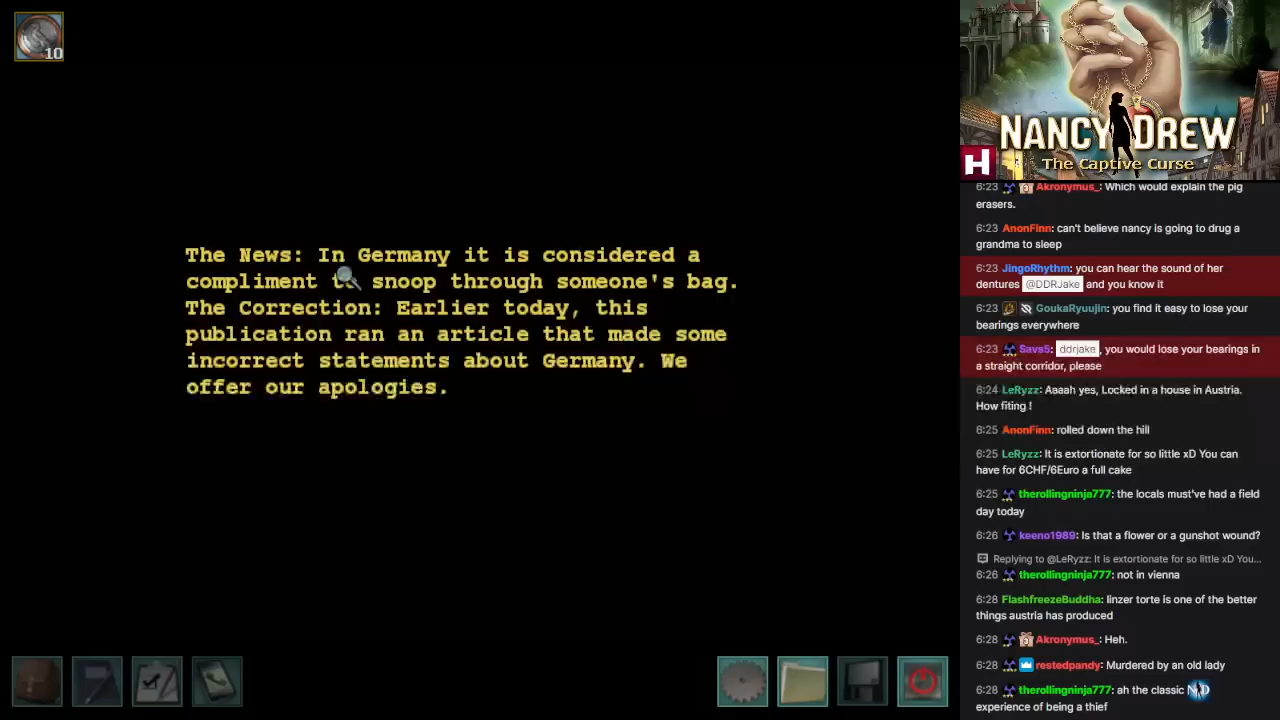 10
The News: In Germany it is considered a
compliment to snoop through someone's bag.
The Correction: Earlier today, this
publication ran an article that made some
incorrect statements about Germany. We
offer our apologies.
NANCY DREW
The Captive Curse
H
6:23 Akronymus_: Which would explain the pig
erasers.
6:23 AnonFinn: can't believe nancy is going to drug a
grandma to sleep
6:23 JingoRhythm: you can hear the sound of her
dentures @DDRJake and you know it
6:23 GoukaRyuujin: you find it easy to lose your
bearings everywhere
6:23 Savs5: ddrjake, you would lose your bearings in
a straight corridor, please
6:24 LeRyzz: Aaaah yes, Locked in a house in Austria.
How fiting !
6:25 AnonFinn: rolled down the hill
6:25 LeRyzz: It is extortionate for so little xD You can
have for 6CHF/6Euro a full cake
6:25 therollingninja777: the locals must've had a field
day today
6:26 keeno1989: Is that a flower or a gunshot wound?
Replying to @LeRyzz: It is extortionate for so little xD You...
6:26 therollingninja777: not in vienna
6:28 FlashfreezeBuddha: linzer torte is one of the better
things austria has produced
6:28 Akronymus_: Heh.
6:28 restedpandy: Murdered by an old lady
6:28 therollingninja777: ah the classic ND
experience of being a thief